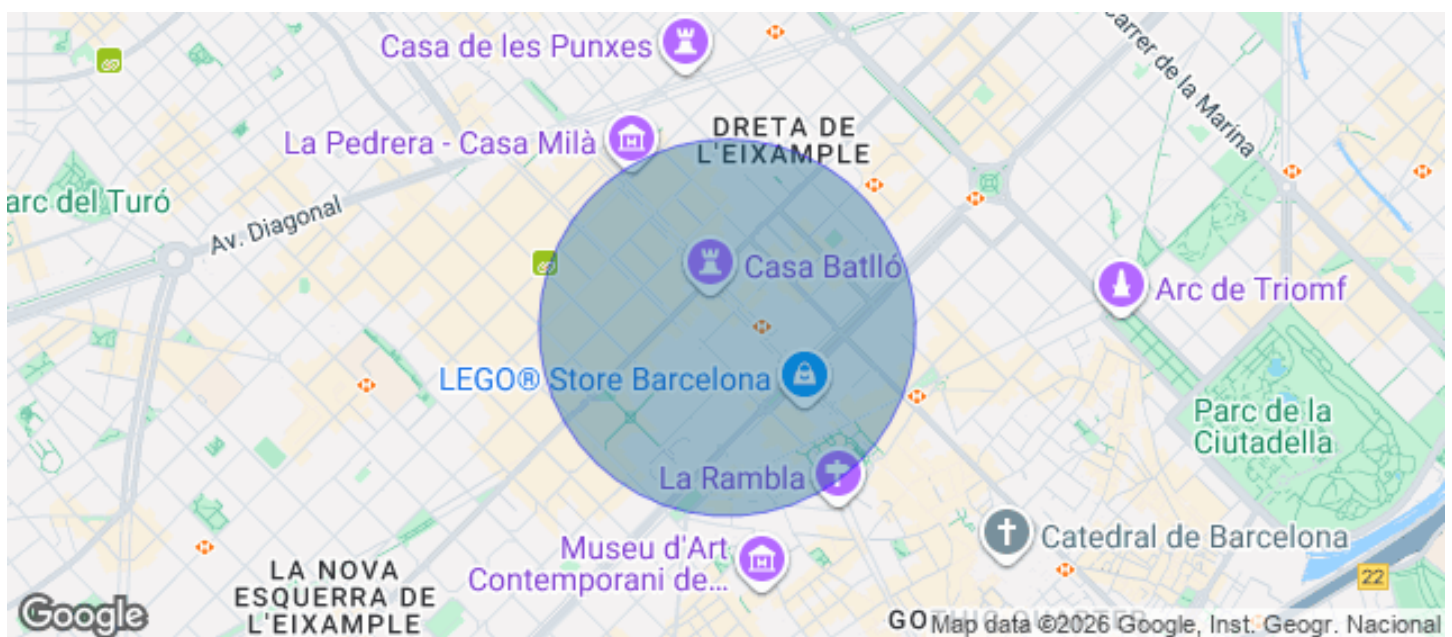 Casa de les Punxes
Carrer de la Marina
DRETA DE
L'EIXAMPLE
La Pedrera - Casa Milà
arc del Turó
Av. Diagonal
Casa Batlló
Arc de Triomf
LEGO® Store Barcelona
Parc de la
Ciutadella
La Rambla
Catedral de Barcelona
Museu d'Art
Contemporani de...
LA NOVA
ESQUERRA DE
L'EIXAMPLE
22
Google
Map data ©2026 Google, Inst. Geogr. Nacional